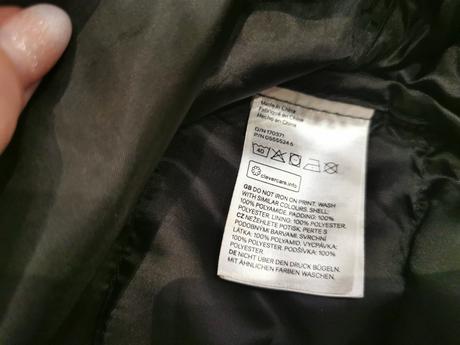 Made in China
Fabriqué en Chine
Hecho en China
O/N 170371
P/N 0565524 6
40
clevercare.info
GB DO NOT IRON ON PRINT. WASH
WITH SIMILAR COLOURS. SHELL:
100% POLYAMIDE. PADDING: 100%
POLYESTER. LINING: 100% POLYESTER.
CZ NEŽEHLETE POTISK. PERTE S
PODOBNÝMI BARVAMI. SVRCHNÍ
LÁTKA: 100% POLYAMID. VYCPÁVKA:
100% POLYESTER. PODŠÍVKA: 100%
POLYESTER.
DE NICHT ÜBER DEN DRUCK BÜGELN.
MIT ÄHNLICHEN FARBEN WASCHEN.